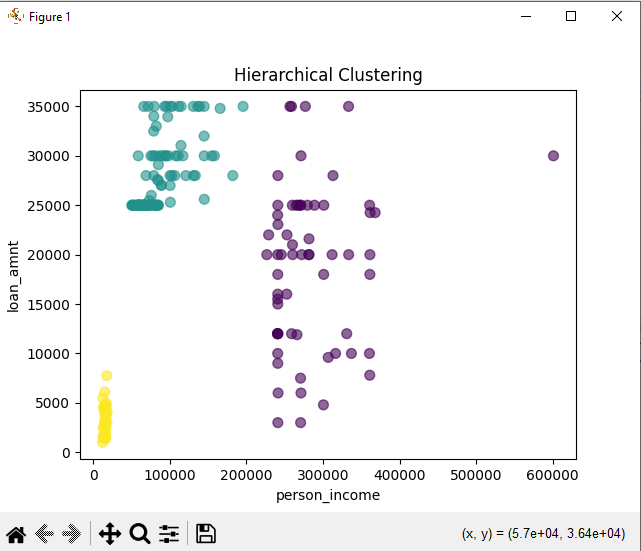 Figure 1
Hierarchical Clustering
35000
30000
25000
20000
15000
10000
5000
0
loan_amnt
0 100000 200000 300000 400000 500000 600000
person_income
(x, y) = (5.7e+04, 3.64e+04)